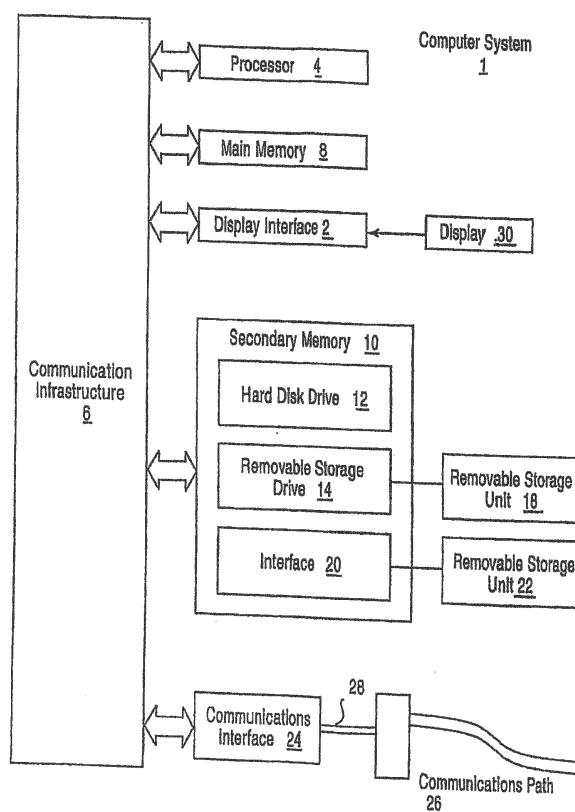 Computer System
1
Processor 4
Main Memory 8
Display Interface 2
Display 30
Communication
Infrastructure
6
Secondary Memory 10
Hard Disk Drive 12
Removable Storage
Drive 14
Removable Storage
Unit 18
Interface 20
Removable Storage
Unit 22
28
Communications
Interface 24
Communications Path
26